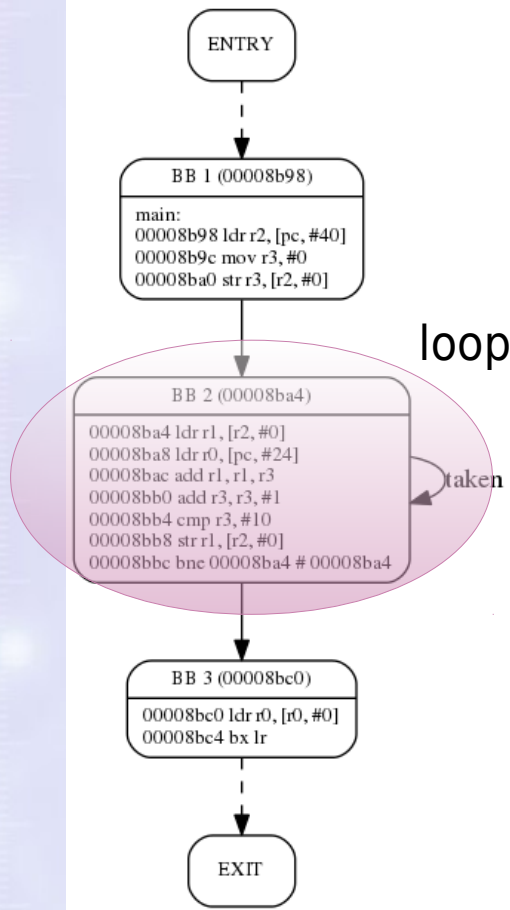 ENTRY
BB 1 (00008b98)
main:
00008b98 ldr r2, [pc, #40]
00008b9c mov r3, #0
00008ba0 str r3, [r2, #0]
loop
BB 2 (00008ba4)
00008ba4 ldr r1, [r2, #0]
00008ba8 ldr r0, [pc, #24]
00008bac add r1, r1, r3
00008bb0 add r3, r3, #1
00008bb4 cmp r3, #10
00008bb8 str r1, [r2, #0]
00008bbc bne 00008ba4 # 00008ba4
taken
BB 3 (00008bc0)
00008bc0 ldr r0, [r0, #0]
00008bc4 bx lr
EXIT